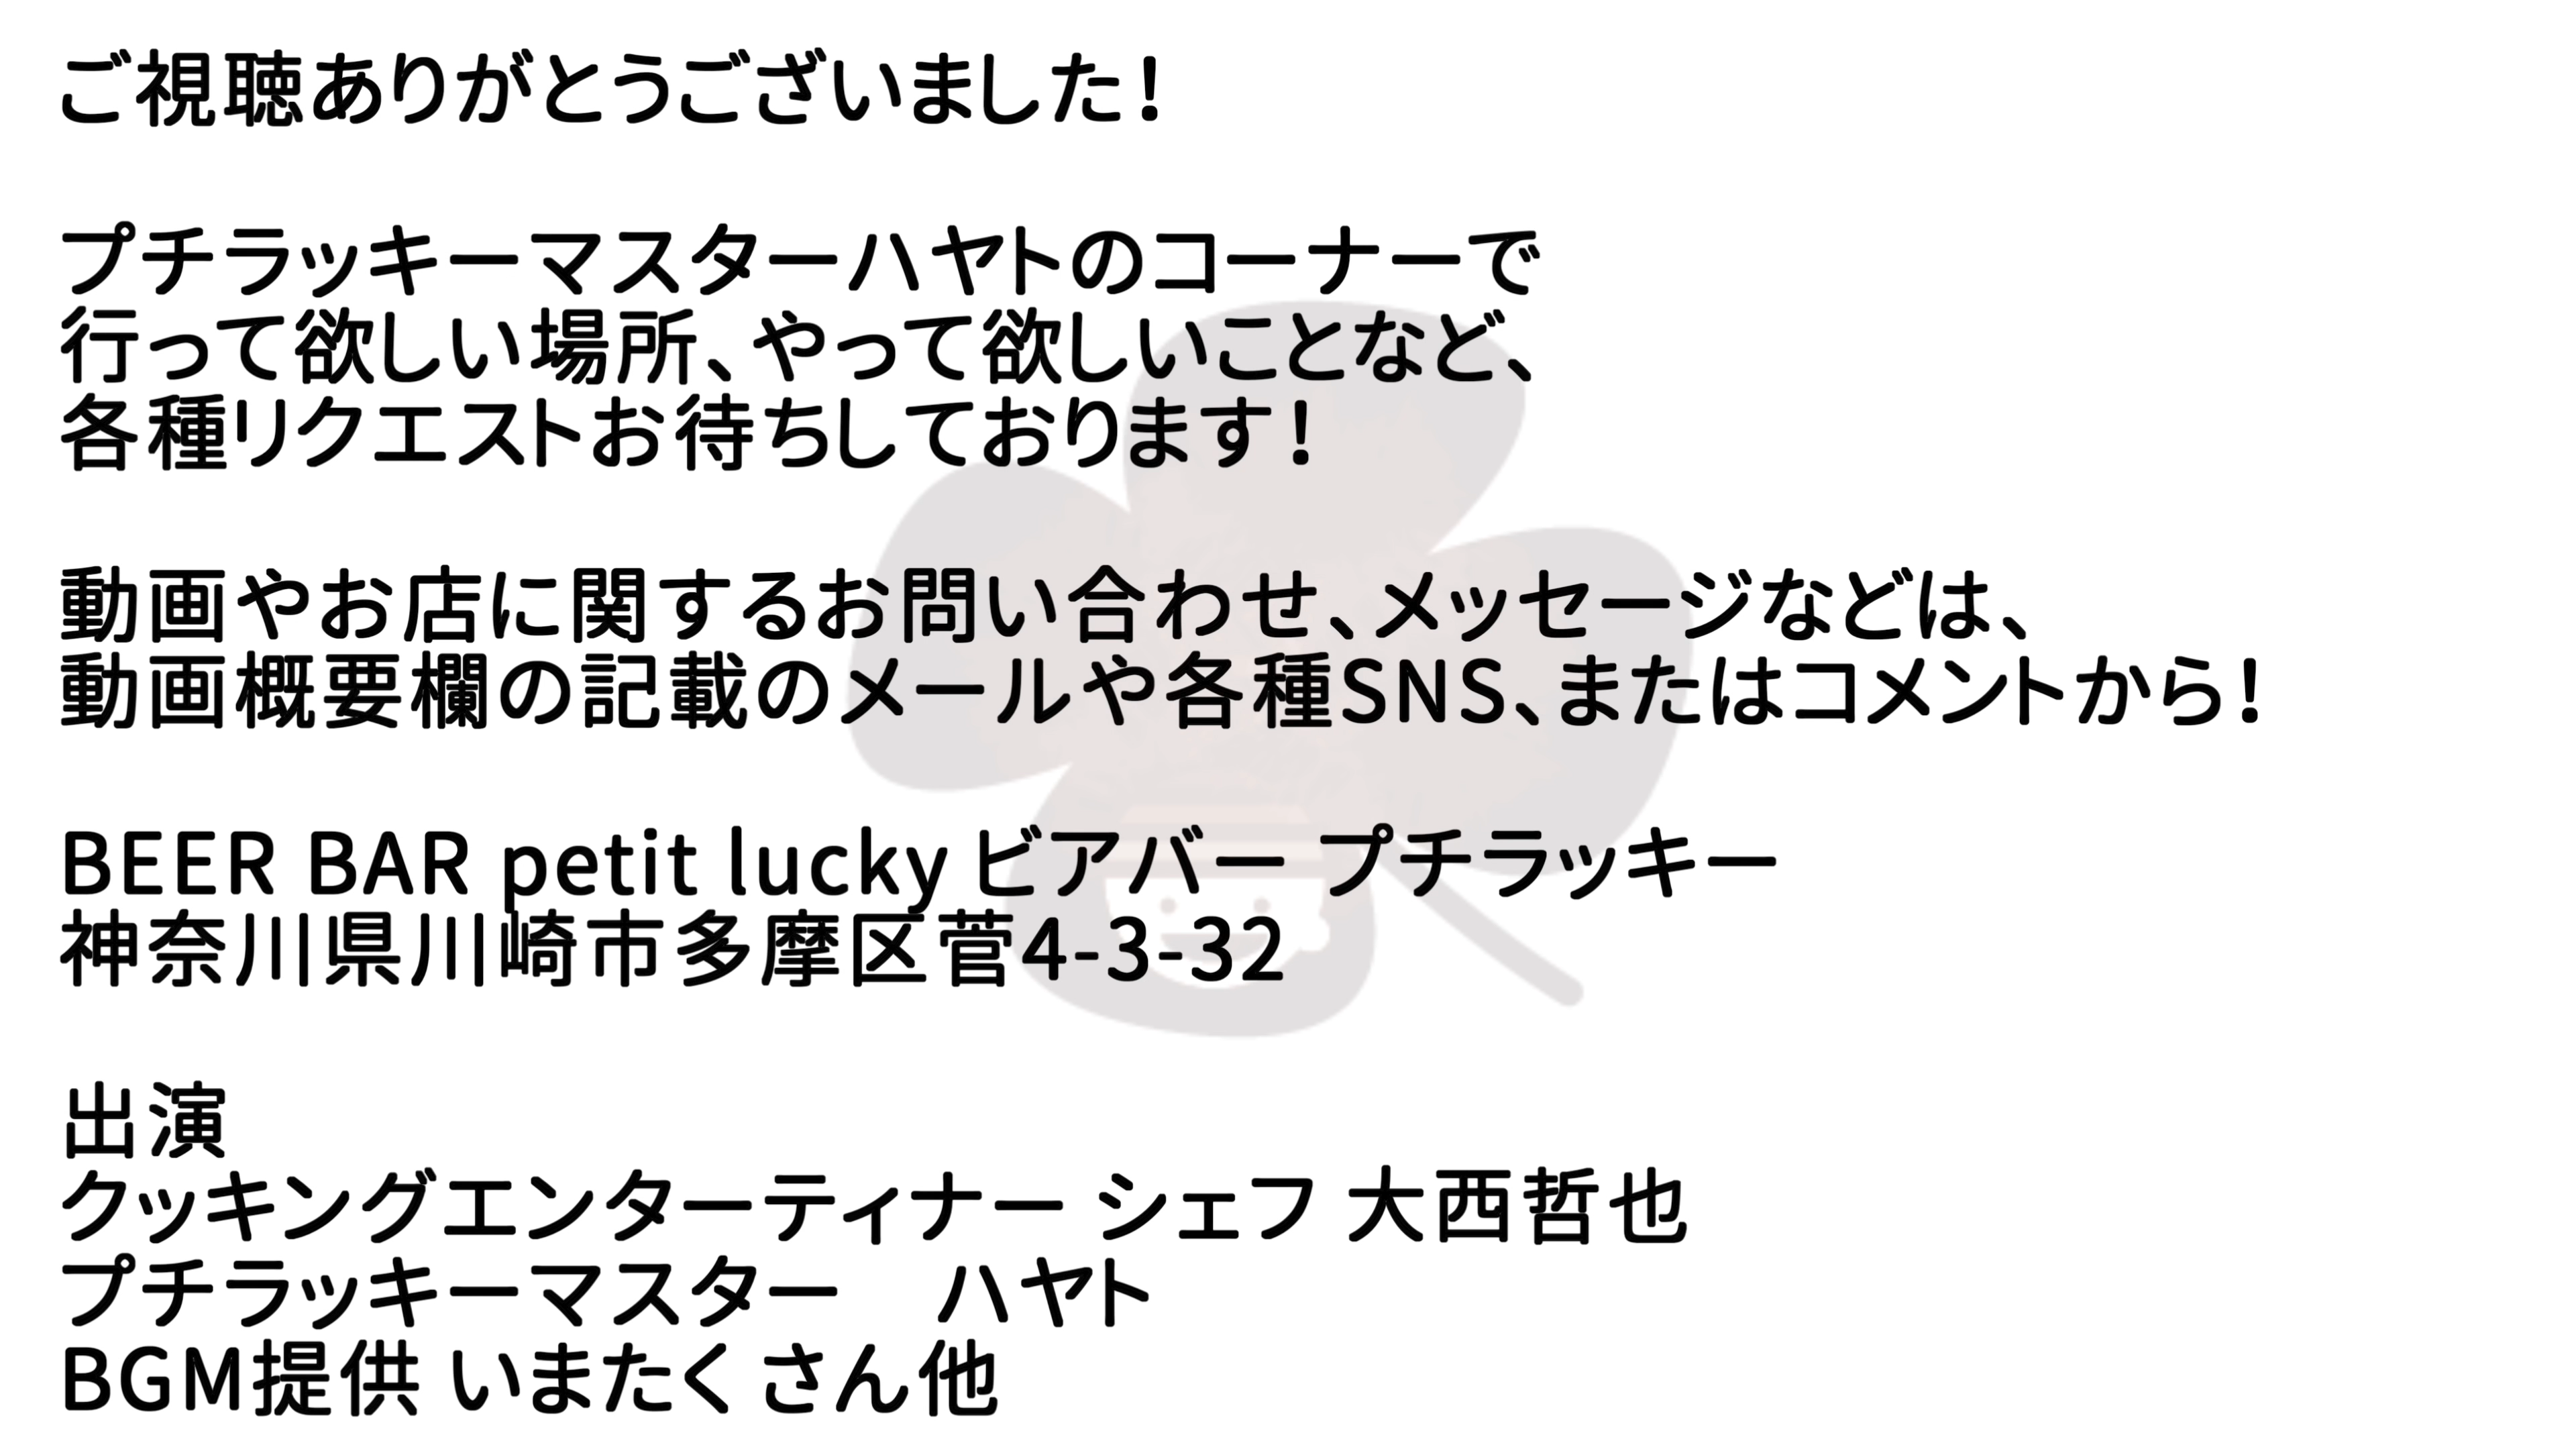 ご視聴ありがとうございました！
プチラッキーマスターハヤトのコーナーで
行って欲しい場所、やって欲しいことなど、
各種リクエストお待ちしております！
動画やお店に関するお問い合わせ、メッセージなどは、
動画概要欄の記載のメールや各種SNS、またはコメントから！
BEER BAR petit lucky ビアバー プチラッキー
神奈川県川崎市多摩区菅4-3-32
出演
クッキングエンターティナー シェフ 大西哲也
プチラッキーマスター　ハヤト
BGM提供 いまたくさん他